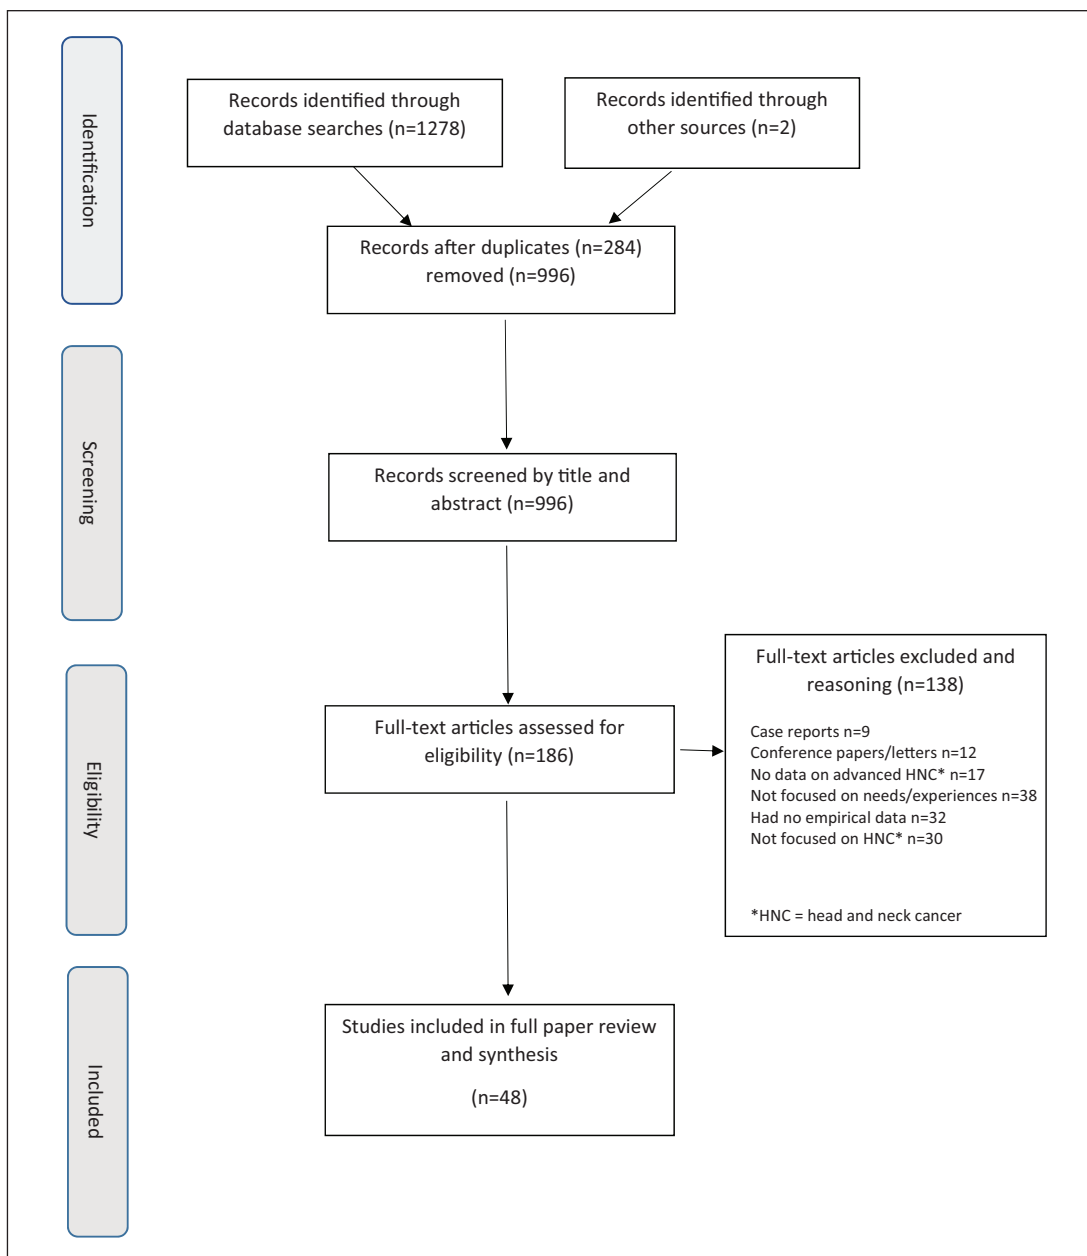 Identification
Records identified through
database searches (n=1278)
Records identified through
other sources (n=2)
Records after duplicates (n=284)
removed (n=996)
Screening
Records screened by title and
abstract (n=996)
Eligibility
Full-text articles assessed for
eligibility (n=186)
Full-text articles excluded and
reasoning (n=138)
Case reports n=9
Conference papers/letters n=12
No data on advanced HNC* n=17
Not focused on needs/experiences n=38
Had no empirical data n=32
Not focused on HNC* n=30
*HNC = head and neck cancer
Included
Studies included in full paper review
and synthesis
(n=48)